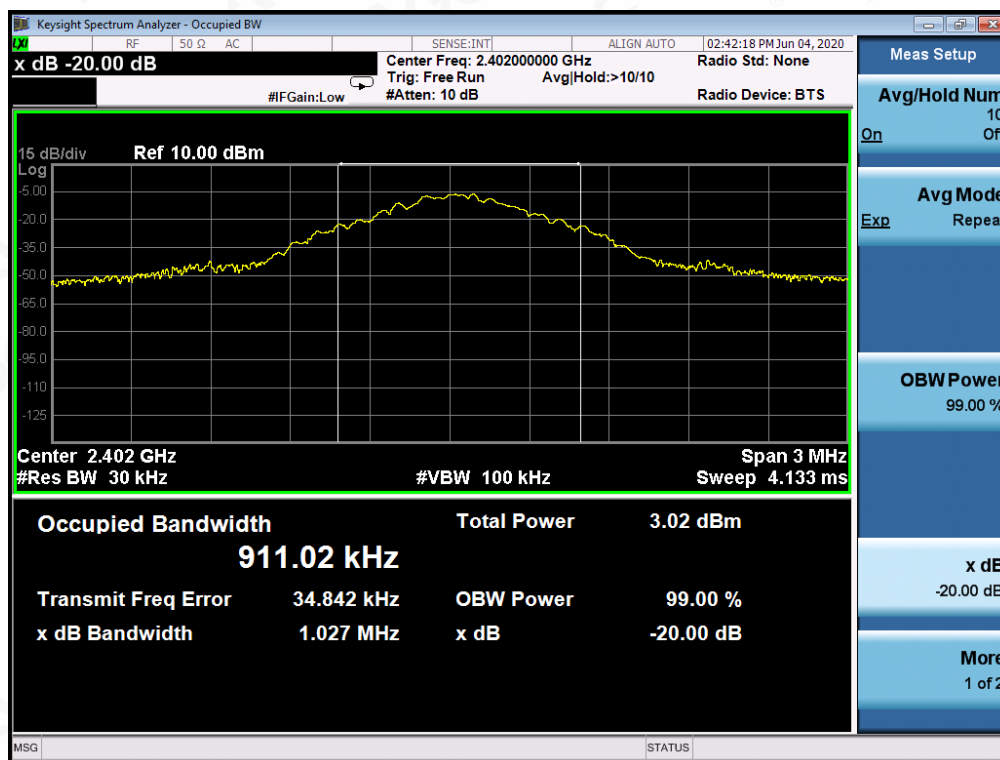 Keysight Spectrum Analyzer - Occupied BW
LXI RF 50 Ω AC SENSE:INT ALIGN AUTO 02:42:18 PM Jun 04, 2020
x dB -20.00 dB
Center Freq: 2.402000000 GHz Radio Std: None
Trig: Free Run Avg|Hold:>10/10
#IFGain:Low #Atten: 10 dB Radio Device: BTS
15 dB/div Ref 10.00 dBm
Log
-5.00
-20.0
-35.0
-50.0
-65.0
-80.0
-95.0
-110
-125
Center 2.402 GHz Span 3 MHz
#Res BW 30 kHz #VBW 100 kHz Sweep 4.133 ms
Occupied Bandwidth Total Power 3.02 dBm
911.02 kHz
Transmit Freq Error 34.842 kHz OBW Power 99.00 %
x dB Bandwidth 1.027 MHz x dB -20.00 dB
Meas Setup
Avg/Hold Num
10
On Of
Avg Mode
Exp Repea
OBW Power
99.00 %
x dB
-20.00 dB
More
1 of 2
MSG STATUS